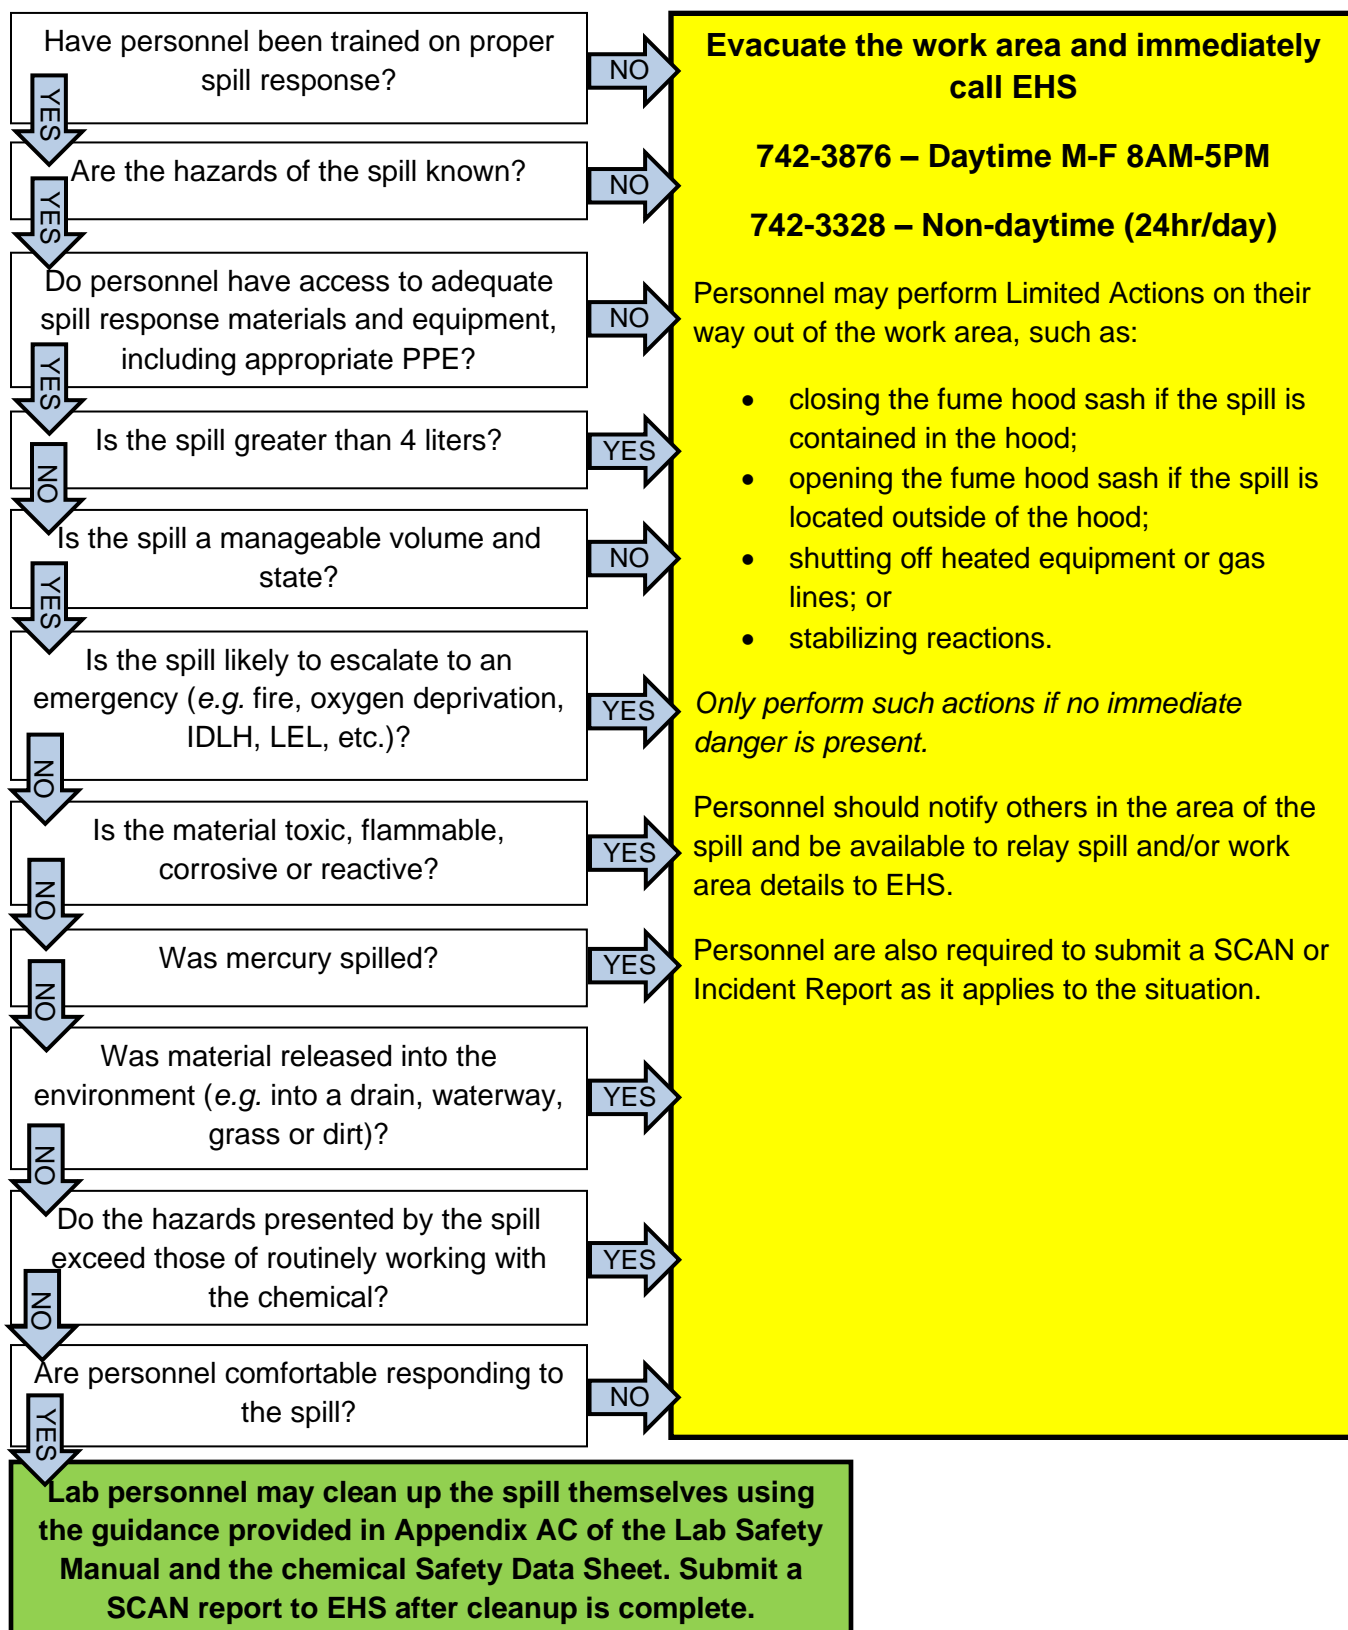 Have personnel been trained on proper
spill response?
NO
YES
Are the hazards of the spill known?
NO
YES
Do personnel have access to adequate
spill response materials and equipment,
including appropriate PPE?
NO
YES
Is the spill greater than 4 liters?
YES
NO
Is the spill a manageable volume and
state?
NO
YES
Is the spill likely to escalate to an
emergency (e.g. fire, oxygen deprivation,
IDLH, LEL, etc.)?
YES
NO
Is the material toxic, flammable,
corrosive or reactive?
YES
NO
Was mercury spilled?
YES
NO
Was material released into the
environment (e.g. into a drain, waterway,
grass or dirt)?
YES
NO
Do the hazards presented by the spill
exceed those of routinely working with
the chemical?
YES
NO
Are personnel comfortable responding to
the spill?
NO
YES
Evacuate the work area and immediately
call EHS
742-3876 – Daytime M-F 8AM-5PM
742-3328 – Non-daytime (24hr/day)
Personnel may perform Limited Actions on their
way out of the work area, such as:
• closing the fume hood sash if the spill is
contained in the hood;
• opening the fume hood sash if the spill is
located outside of the hood;
• shutting off heated equipment or gas
lines; or
• stabilizing reactions.
Only perform such actions if no immediate
danger is present.
Personnel should notify others in the area of the
spill and be available to relay spill and/or work
area details to EHS.
Personnel are also required to submit a SCAN or
Incident Report as it applies to the situation.
Lab personnel may clean up the spill themselves using
the guidance provided in Appendix AC of the Lab Safety
Manual and the chemical Safety Data Sheet. Submit a
SCAN report to EHS after cleanup is complete.